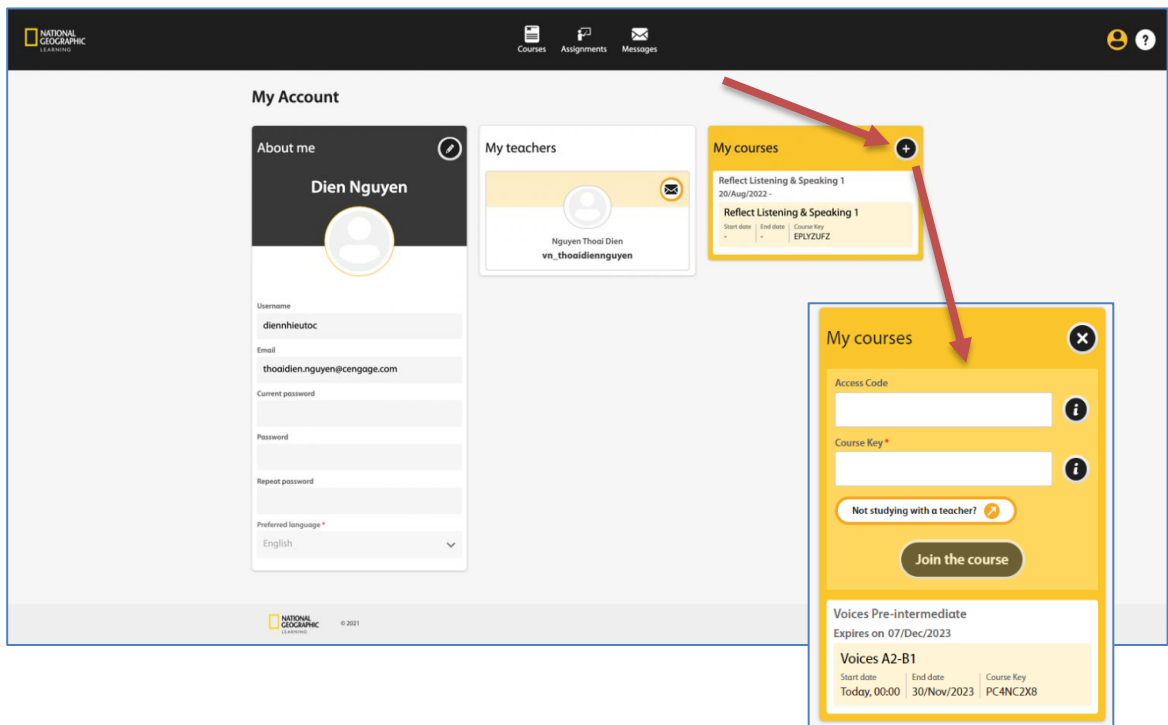 NATIONAL
GEOGRAPHIC
LEARNING
Courses Assignments Messages
?
My Account
About me
Dien Nguyen
Username
diennhieutoc
Email
thoaidien.nguyen@cengage.com
Current password
Password
Repeat password
Preferred language *
English
My teachers
Nguyen Thoai Dien
vn_thoaidiennguyen
My courses
+
Reflect Listening & Speaking 1
20/Aug/2022 -
Reflect Listening & Speaking 1
Start date End date Course Key
- - EPLYZUFZ
My courses
Access Code
i
Course Key *
i
Not studying with a teacher?
Join the course
Voices Pre-intermediate
Expires on 07/Dec/2023
Voices A2-B1
Start date End date Course Key
Today, 00:00 30/Nov/2023 PC4NC2X8
NATIONAL
GEOGRAPHIC
LEARNING
© 2021